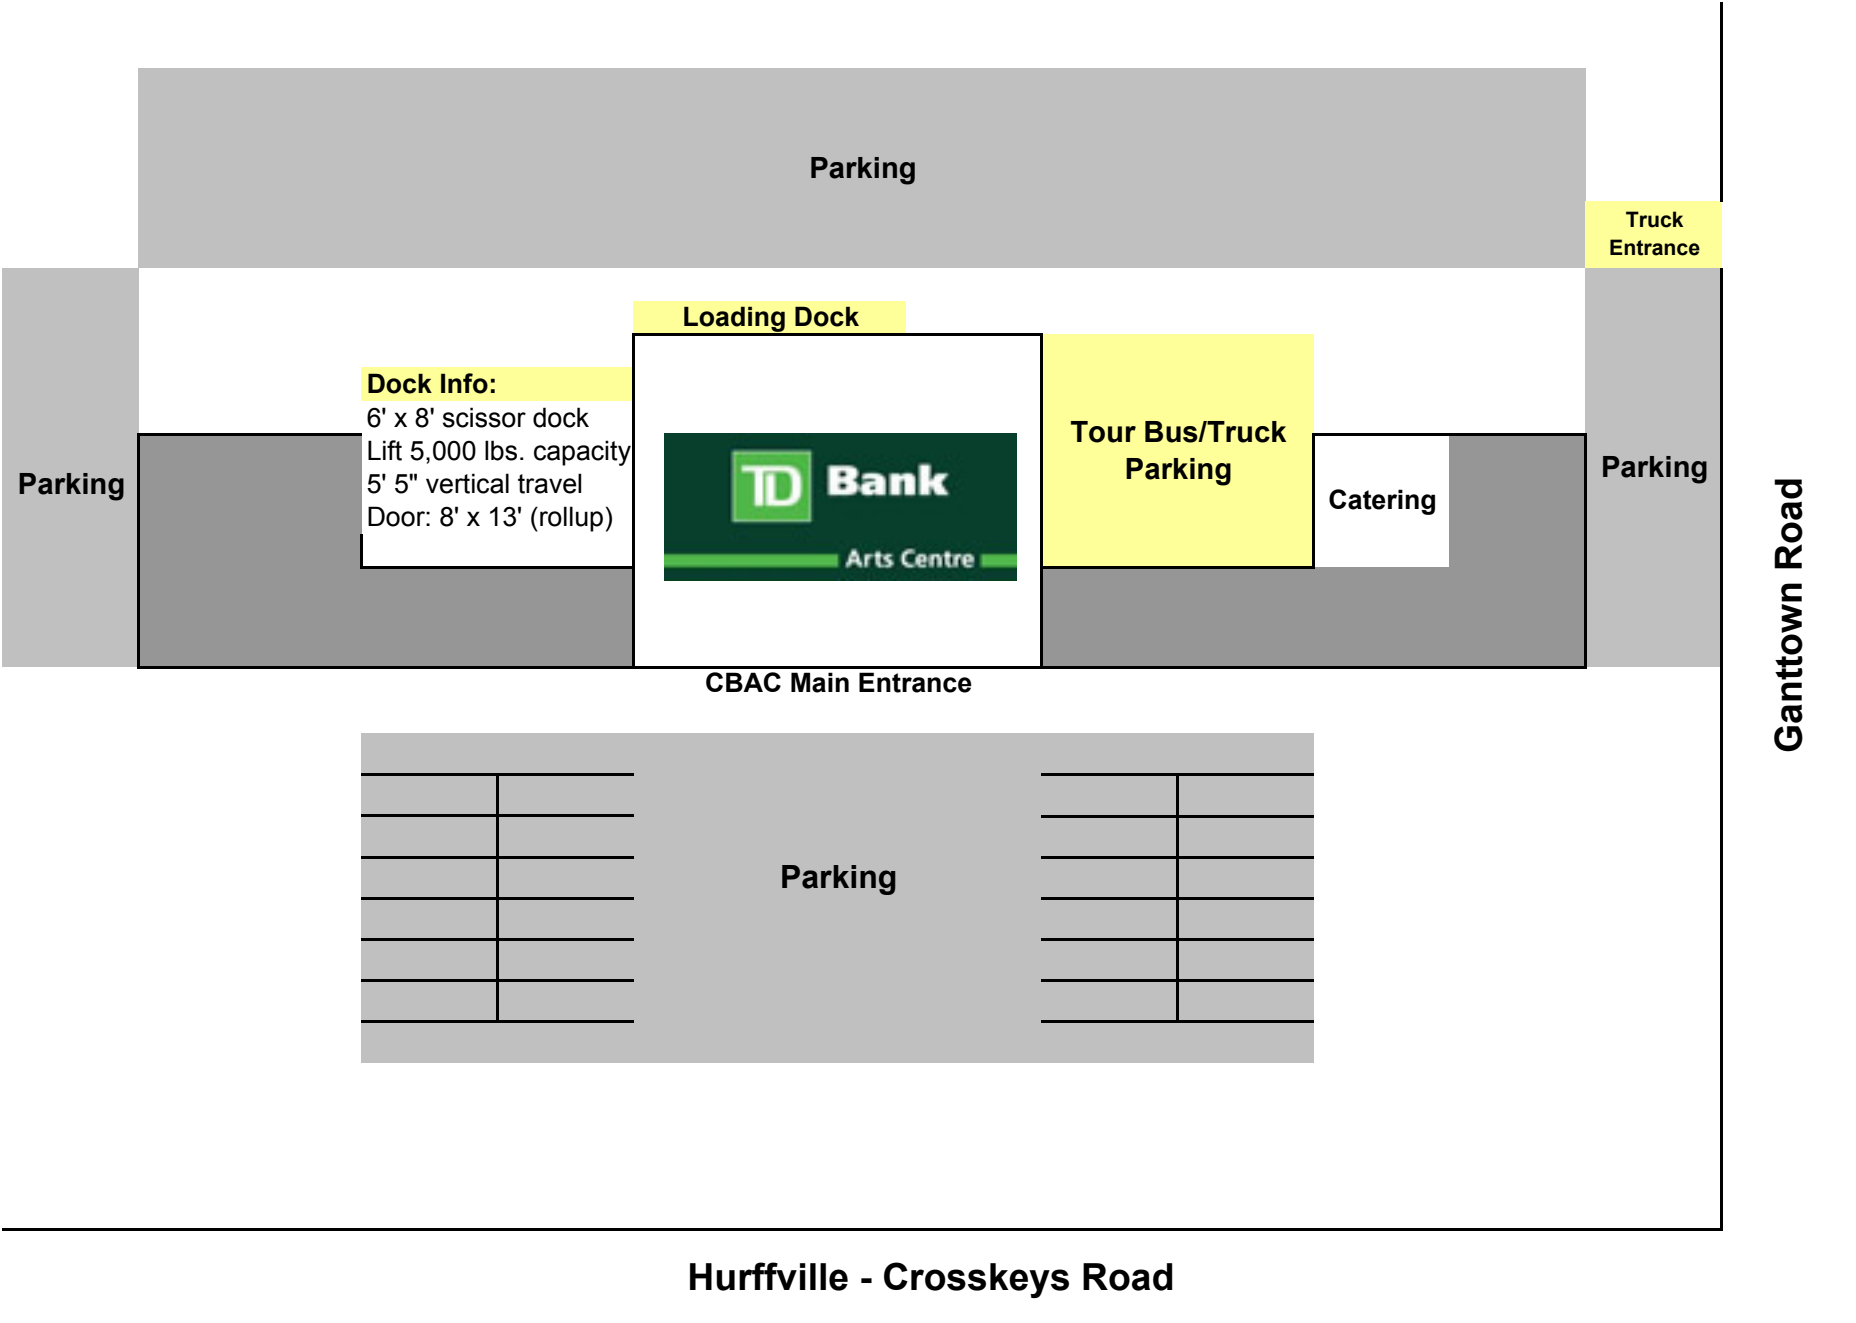 Parking
Truck
Entrance
Loading Dock
Dock Info:
6' x 8' scissor dock
Lift 5,000 lbs. capacity
5' 5" vertical travel
Door: 8' x 13' (rollup)
Parking
TD Bank
Arts Centre
Tour Bus/Truck
Parking
Catering
Parking
Ganttown Road
CBAC Main Entrance
Parking
Hurffville - Crosskeys Road